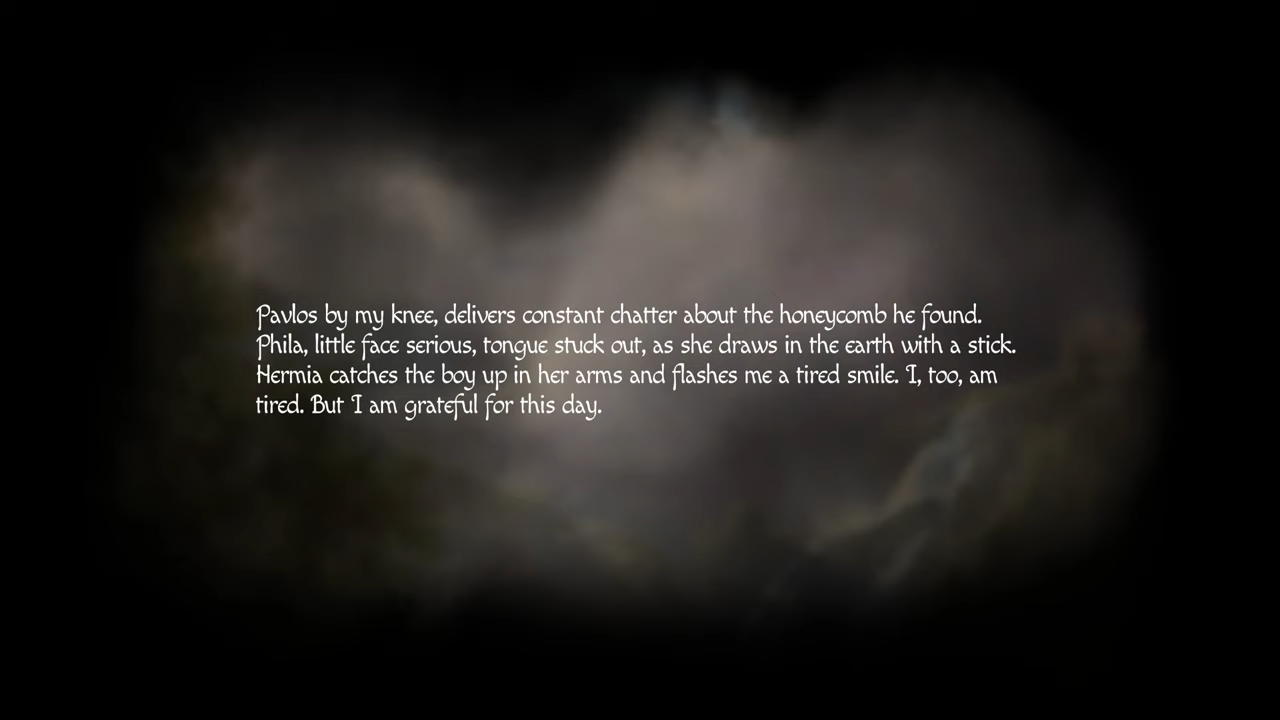 Pavlos by my knee, delivers constant chatter about the honeycomb he found.
Phila, little face serious, tongue stuck out, as she draws in the earth with a stick.
Hermia catches the boy up in her arms and flashes me a tired smile. I, too, am
tired. But I am grateful for this day.